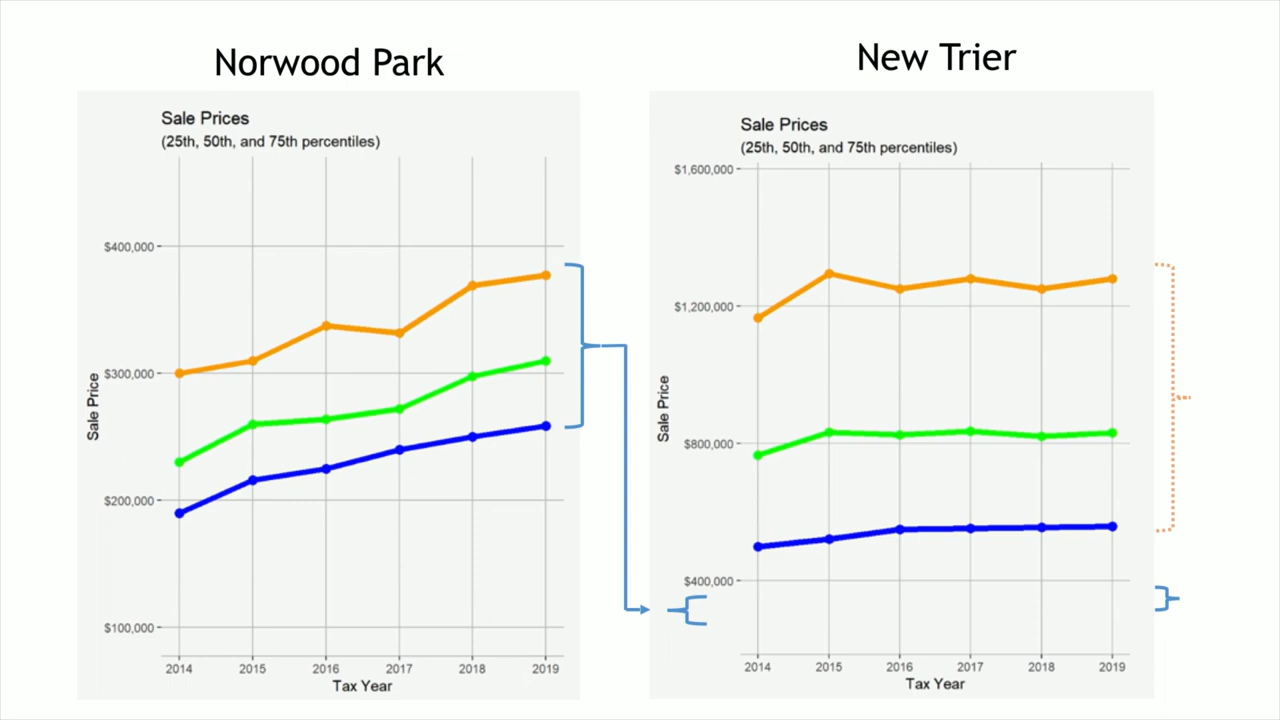 Norwood Park
Sale Prices
(25th, 50th, and 75th percentiles)
$400,000
$300,000
$200,000
$100,000
Sale Price
2014 2015 2016 2017 2018 2019
Tax Year
New Trier
Sale Prices
(25th, 50th, and 75th percentiles)
$1,600,000
$1,200,000
$800,000
$400,000
Sale Price
2014 2015 2016 2017 2018 2019
Tax Year